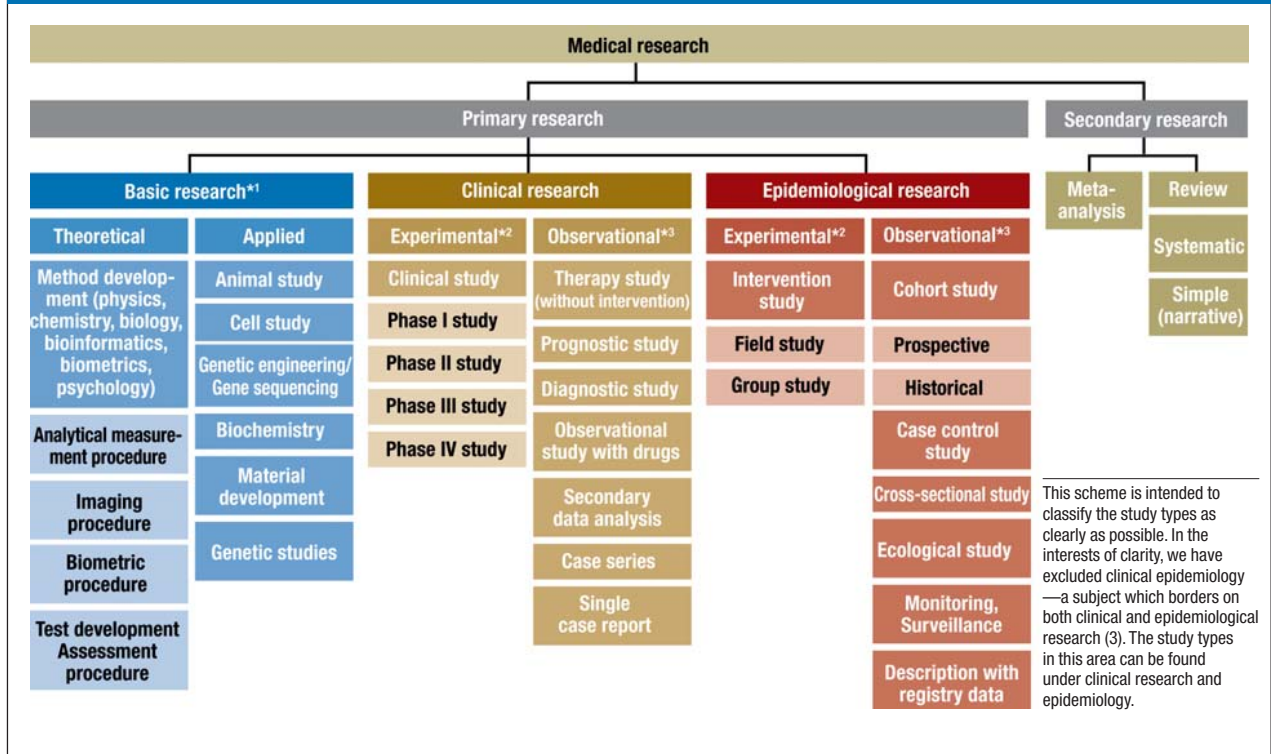 Medical research
Primary research
Secondary research
Basic research*1
Clinical research
Epidemiological research
Meta-
analysis
Review
Systematic
Simple
(narrative)
Theoretical
Method develop-
ment (physics,
chemistry, biology,
bioinformatics,
biometrics,
psychology)
Analytical measure-
ment procedure
Imaging
procedure
Biometric
procedure
Test development
Assessment
procedure
Applied
Animal study
Cell study
Genetic engineering/
Gene sequencing
Biochemistry
Material
development
Genetic studies
Experimental*2
Clinical study
Phase I study
Phase II study
Phase III study
Phase IV study
Observational*3
Therapy study
(without intervention)
Prognostic study
Diagnostic study
Observational
study with drugs
Secondary
data analysis
Case series
Single
case report
Experimental*2
Intervention
study
Field study
Group study
Observational*3
Cohort study
Prospective
Historical
Case control
study
Cross-sectional study
Ecological study
Monitoring,
Surveillance
Description with
registry data
This scheme is intended to
classify the study types as
clearly as possible. In the
interests of clarity, we have
excluded clinical epidemiology
—a subject which borders on
both clinical and epidemiological
research (3). The study types
in this area can be found
under clinical research and
epidemiology.